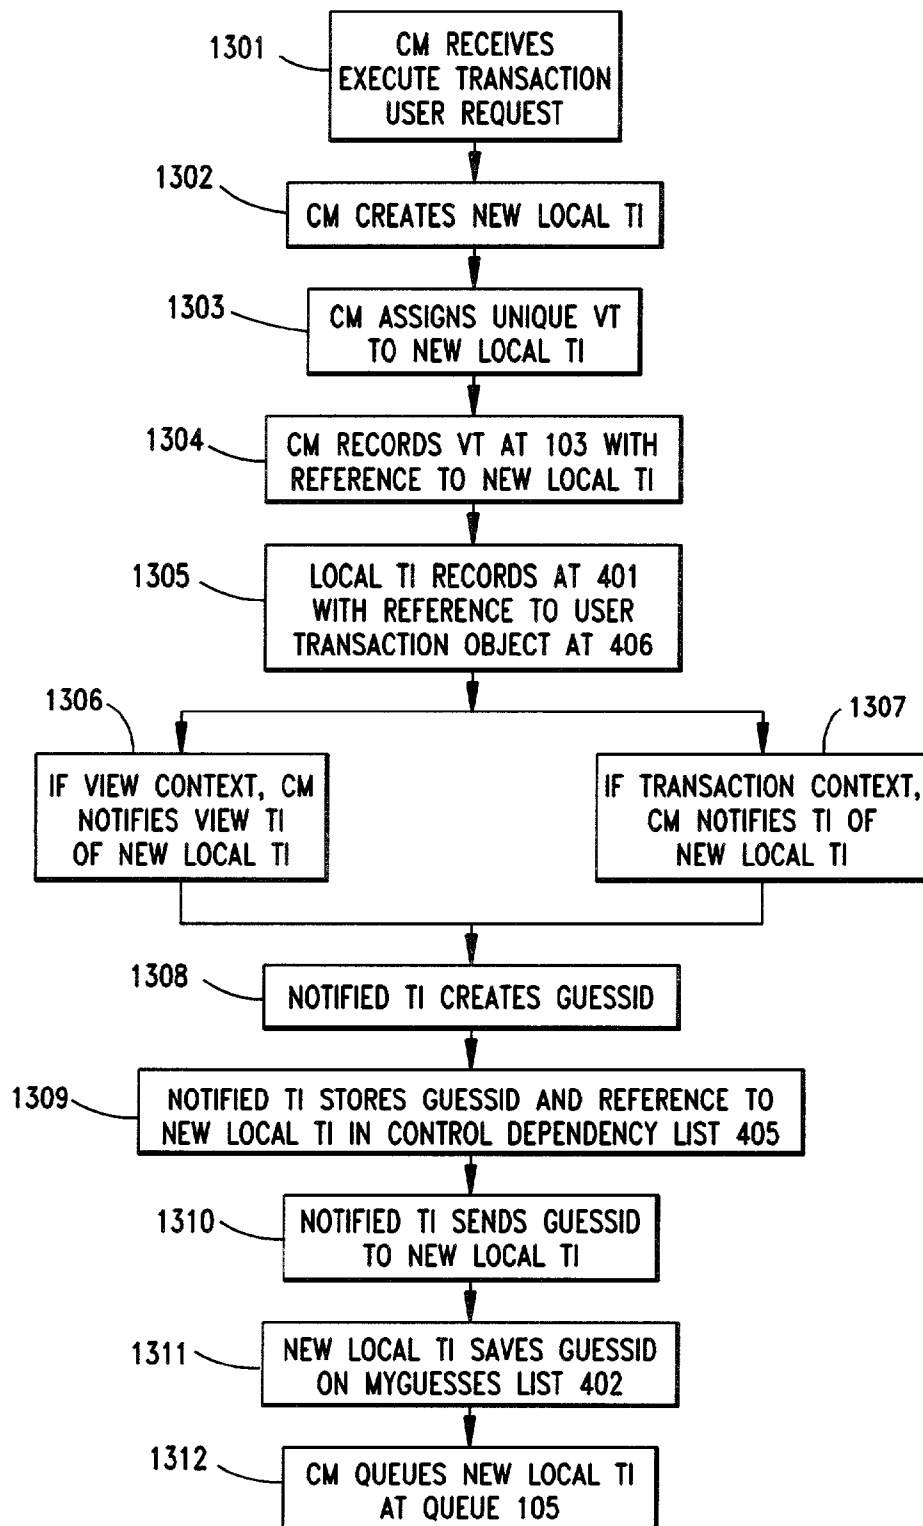 1301
CM RECEIVES
EXECUTE TRANSACTION
USER REQUEST
1302
CM CREATES NEW LOCAL TI
1303
CM ASSIGNS UNIQUE VT
TO NEW LOCAL TI
1304
CM RECORDS VT AT 103 WITH
REFERENCE TO NEW LOCAL TI
1305
LOCAL TI RECORDS AT 401
WITH REFERENCE TO USER
TRANSACTION OBJECT AT 406
1306
IF VIEW CONTEXT, CM
NOTIFIES VIEW TI
OF NEW LOCAL TI
1307
IF TRANSACTION CONTEXT,
CM NOTIFIES TI OF
NEW LOCAL TI
1308
NOTIFIED TI CREATES GUESSID
1309
NOTIFIED TI STORES GUESSID AND REFERENCE TO
NEW LOCAL TI IN CONTROL DEPENDENCY LIST 405
1310
NOTIFIED TI SENDS GUESSID
TO NEW LOCAL TI
1311
NEW LOCAL TI SAVES GUESSID
ON MYGUESSES LIST 402
1312
CM QUEUES NEW LOCAL TI
AT QUEUE 105